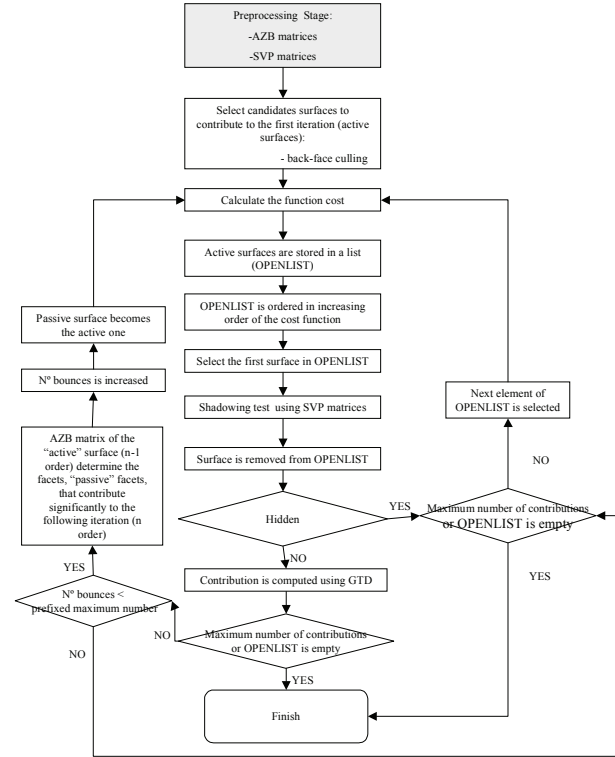 Preprocessing Stage:
-AZB matrices
-SVP matrices
Select candidates surfaces to
contribute to the first iteration (active
surfaces):
- back-face culling
Calculate the function cost
Active surfaces are stored in a list
(OPENLIST)
OPENLIST is ordered in increasing
order of the cost function
Select the first surface in OPENLIST
Shadowing test using SVP matrices
Surface is removed from OPENLIST
Hidden
YES
NO
Contribution is computed using GTD
Maximum number of contributions
or OPENLIST is empty
NO
YES
Finish
Passive surface becomes
the active one
Nº bounces is increased
AZB matrix of the
“active” surface (n-1
order) determine the
facets, “passive” facets,
that contribute
significantly to the
following iteration (n
order)
YES
Nº bounces <
prefixed maximum number
NO
Next element of
OPENLIST is selected
NO
Maximum number of contributions
or OPENLIST is empty
YES